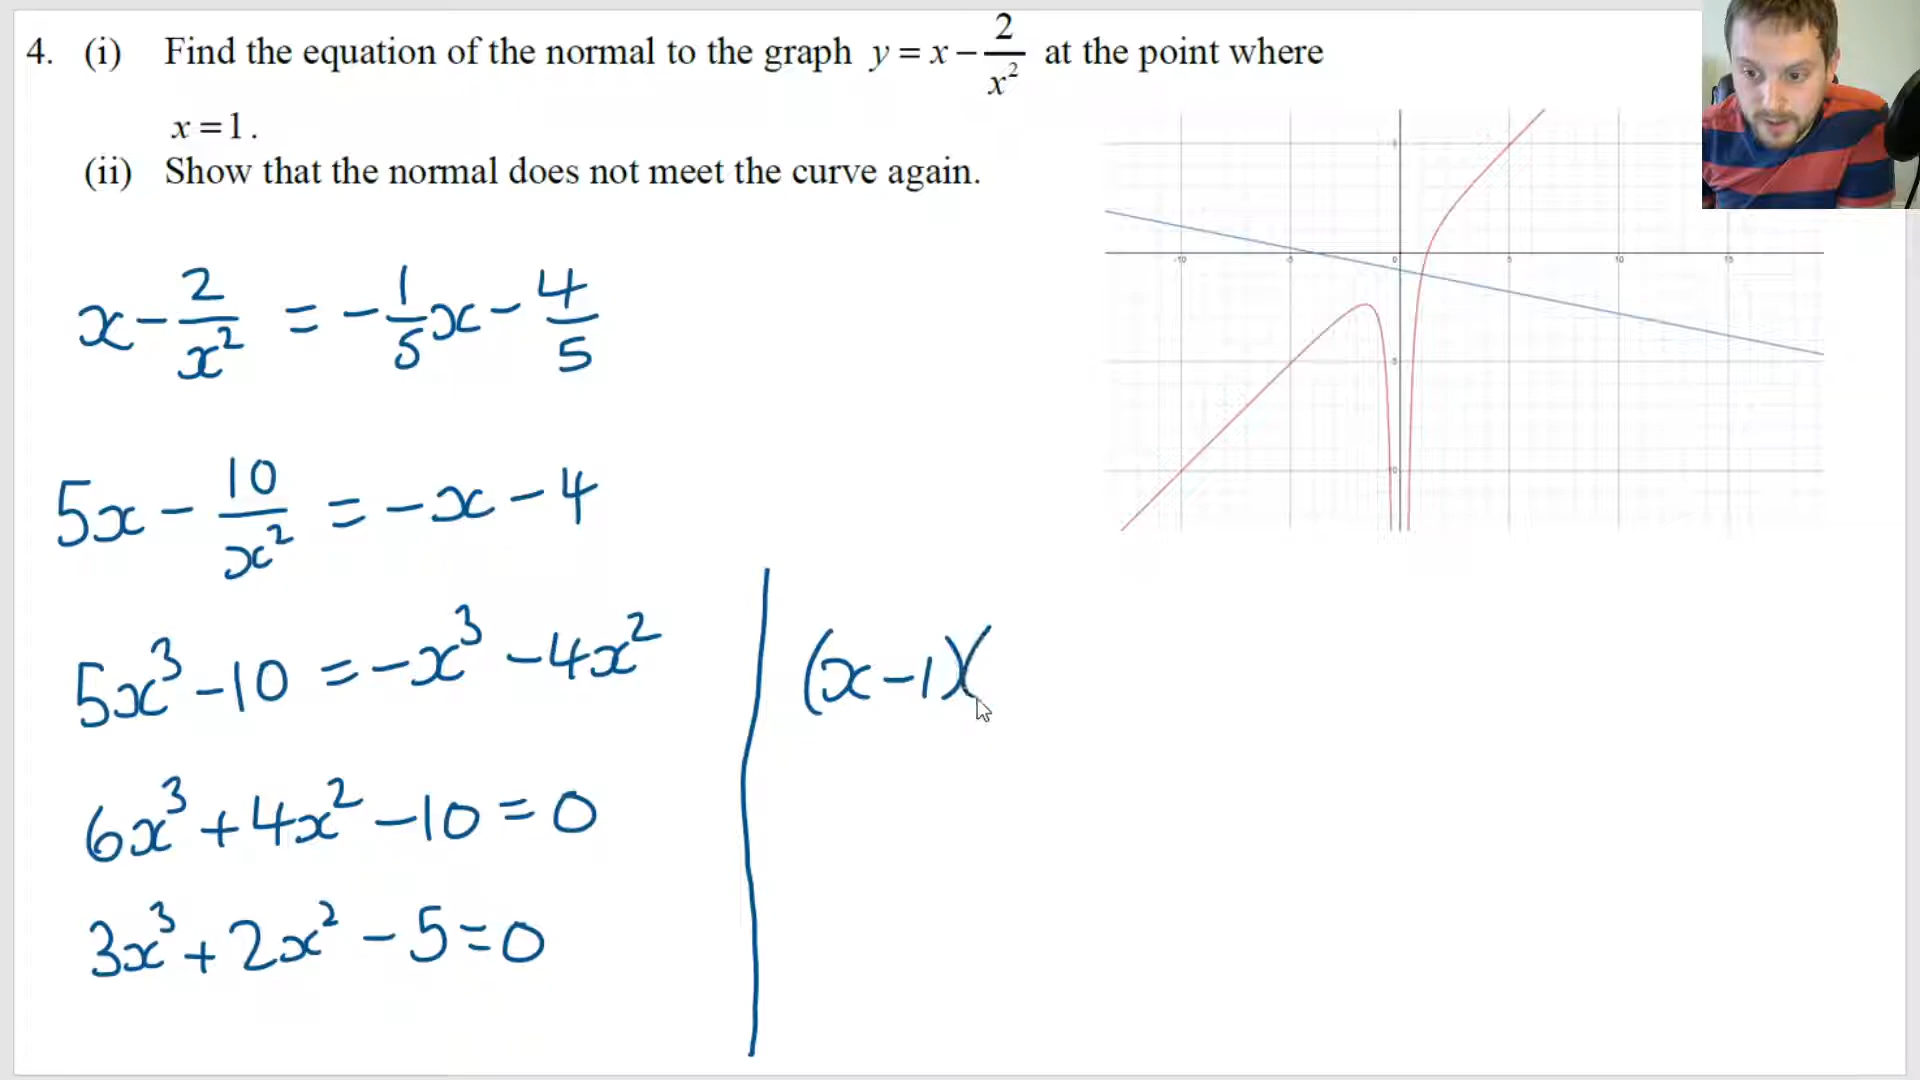 4. (i) Find the equation of the normal to the graph y = x - 2/x² at the point where
x = 1.
(ii) Show that the normal does not meet the curve again.
x - 2/x² = -1/5x - 4/5
5x - 10/x² = -x - 4
5x³ - 10 = -x³ - 4x²
6x³ + 4x² - 10 = 0
3x³ + 2x² - 5 = 0
(x - 1)(